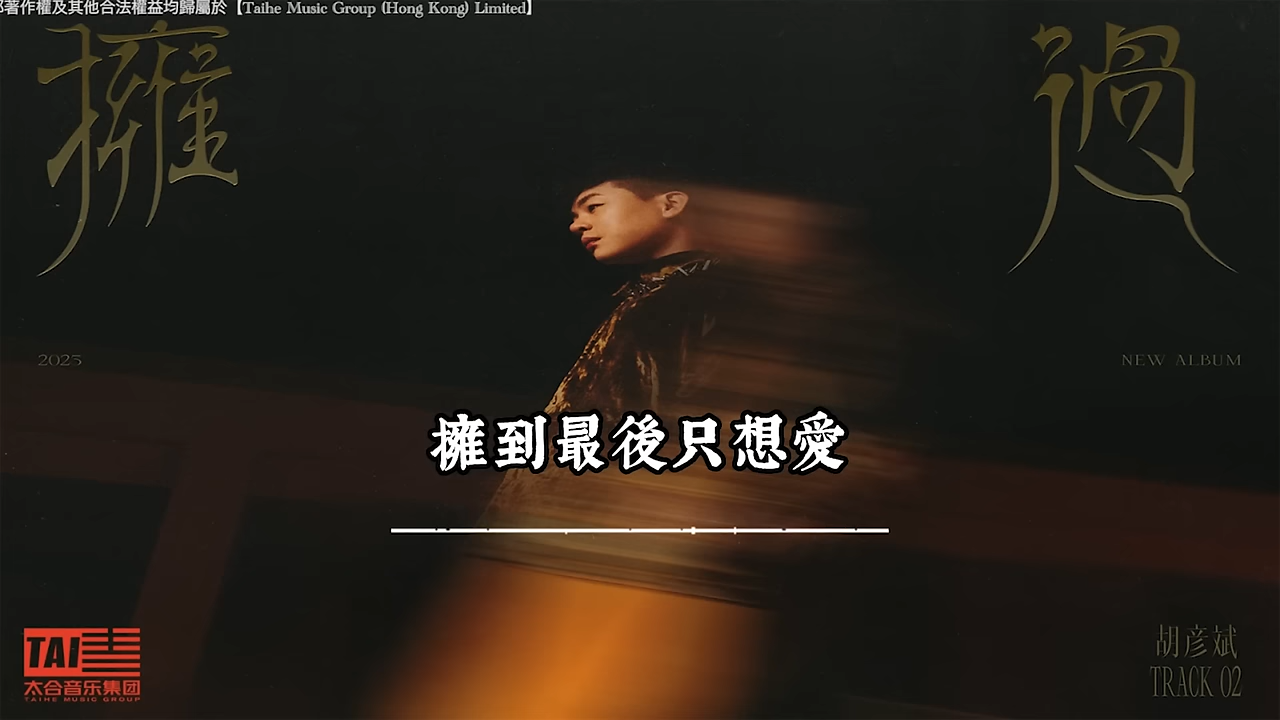 部著作權及其他合法權益均歸屬於【Taihe Music Group (Hong Kong) Limited】
擁 過
2025
NEW ALBUM
擁到最後只想愛
TAI
太合音乐集团
TAIHE MUSIC GROUP
胡彦斌
TRACK 02